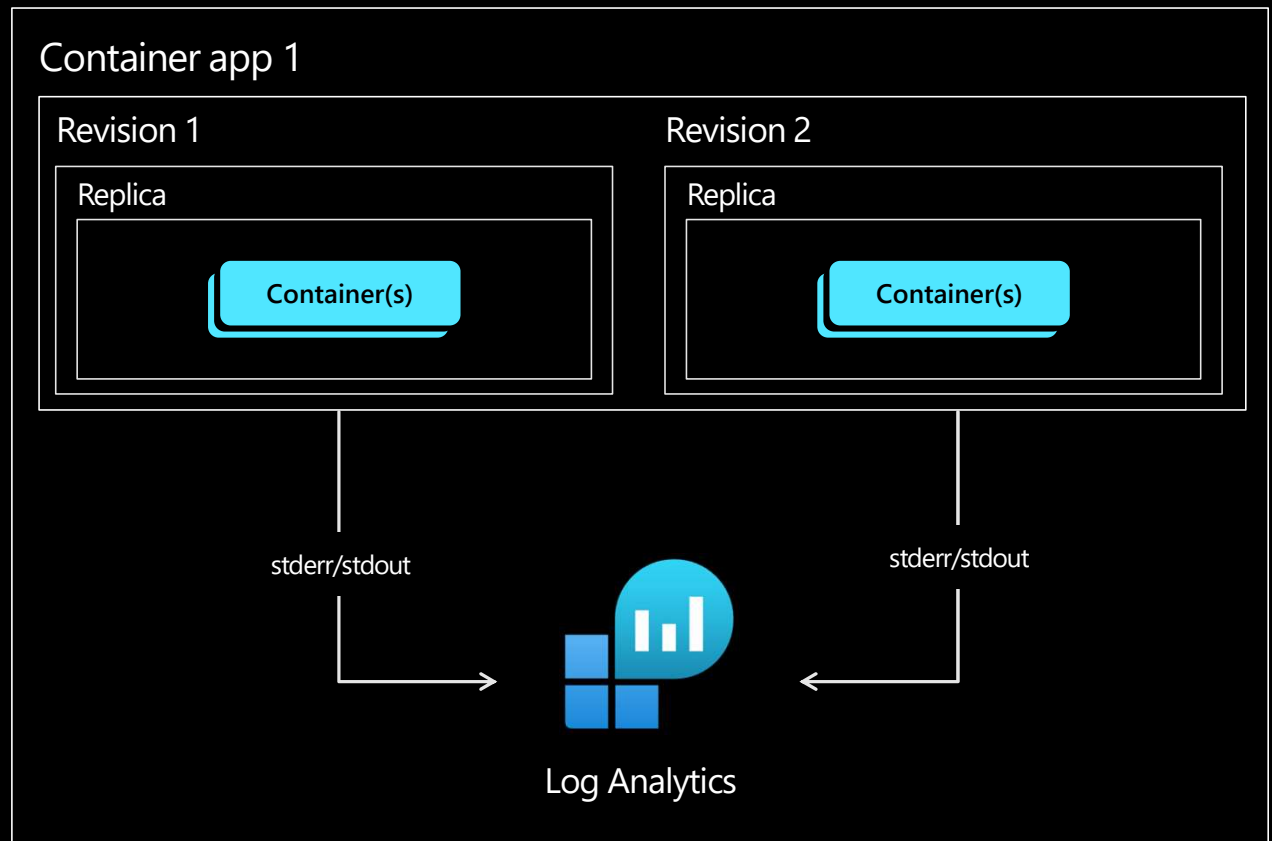 Container app 1
Revision 1
Revision 2
Replica
Replica
Container(s)
Container(s)
stderr/stdout
stderr/stdout
Log Analytics